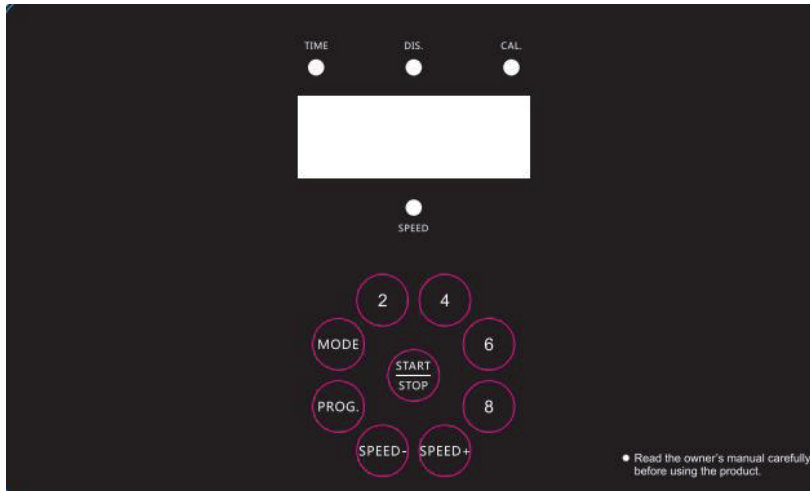 TIME DIS. CAL.
SPEED
2 4
MODE 6
START
STOP
PROG. 8
SPEED- SPEED+
Read the owner's manual carefully
before using the product.